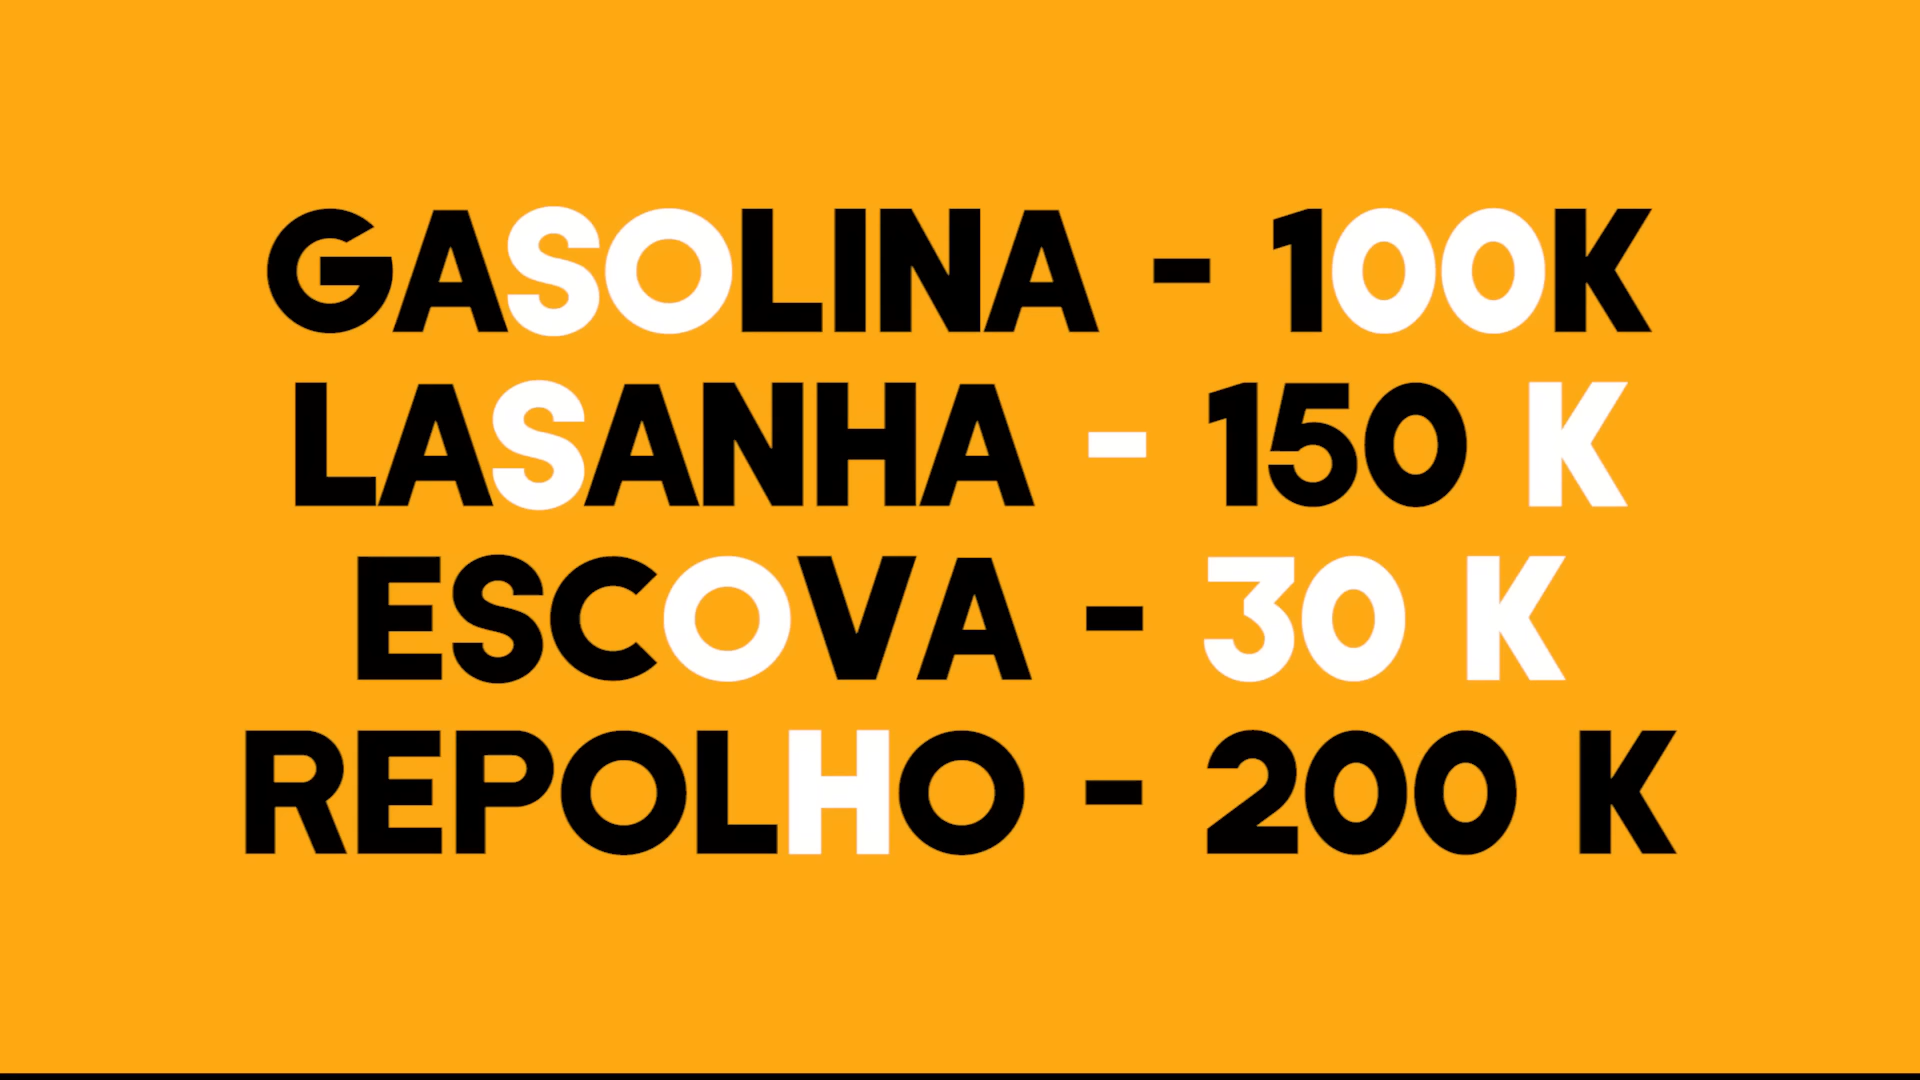 GASOLINA - 100K
LASANHA - 150 K
ESCOVA - 30 K
REPOLHO - 200 K